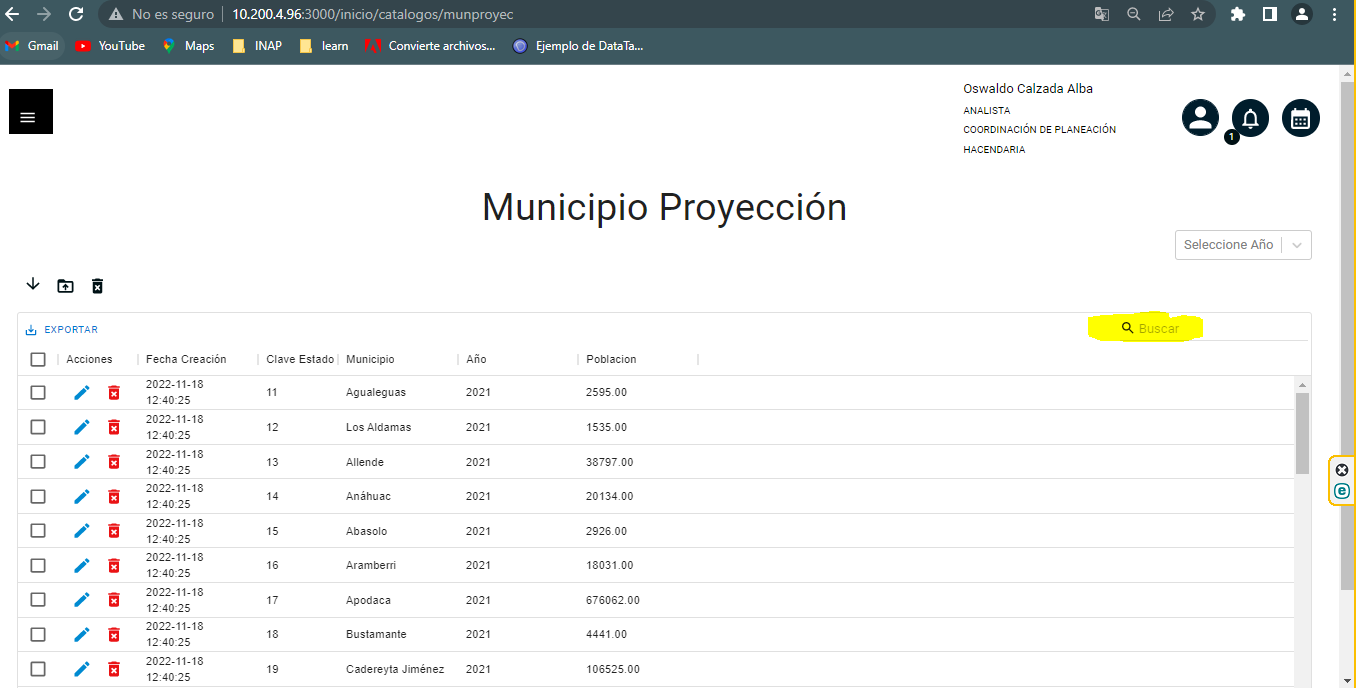 No es seguro 10.200.4.96:3000/inicio/catalogos/munproyec
Gmail YouTube Maps INAP learn Convierte archivos... Ejemplo de DataTa...
Oswaldo Calzada Alba
ANALISTA
COORDINACIÓN DE PLANEACIÓN
HACENDARIA
1
Municipio Proyección
Seleccione Año
EXPORTAR Buscar
Acciones Fecha Creación Clave Estado Municipio Año Poblacion
2022-11-18
12:40:25 11 Agualeguas 2021 2595.00
2022-11-18
12:40:25 12 Los Aldamas 2021 1535.00
2022-11-18
12:40:25 13 Allende 2021 38797.00
2022-11-18
12:40:25 14 Anáhuac 2021 20134.00
2022-11-18
12:40:25 15 Abasolo 2021 2926.00
2022-11-18
12:40:25 16 Aramberri 2021 18031.00
2022-11-18
12:40:25 17 Apodaca 2021 676062.00
2022-11-18
12:40:25 18 Bustamante 2021 4441.00
2022-11-18
12:40:25 19 Cadereyta Jiménez 2021 106525.00